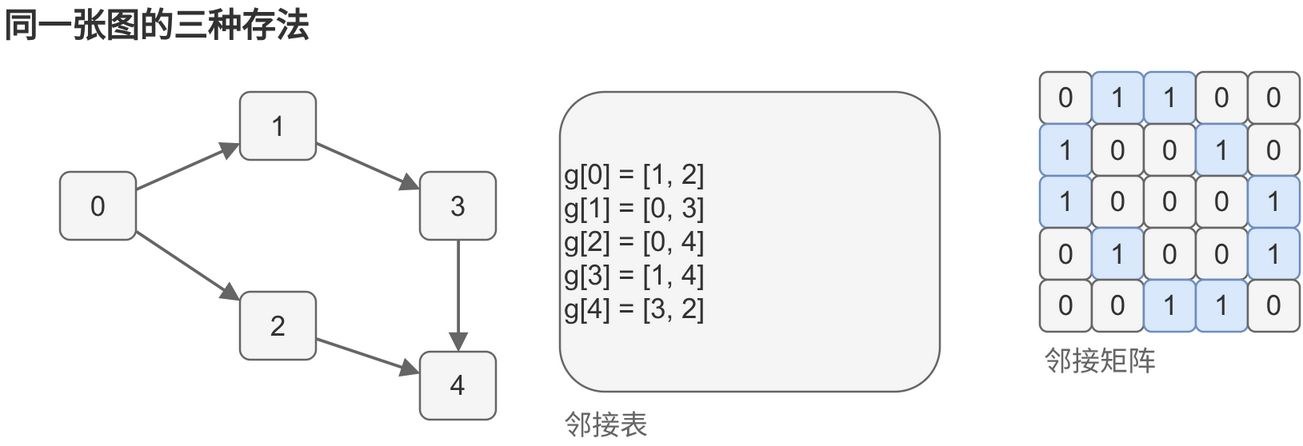 同一张图的三种存法
0
1
2
3
4
g[0] = [1, 2]
g[1] = [0, 3]
g[2] = [0, 4]
g[3] = [1, 4]
g[4] = [3, 2]
邻接表
0 1 1 0 0
1 0 0 1 0
1 0 0 0 1
0 1 0 0 1
0 0 1 1 0
邻接矩阵